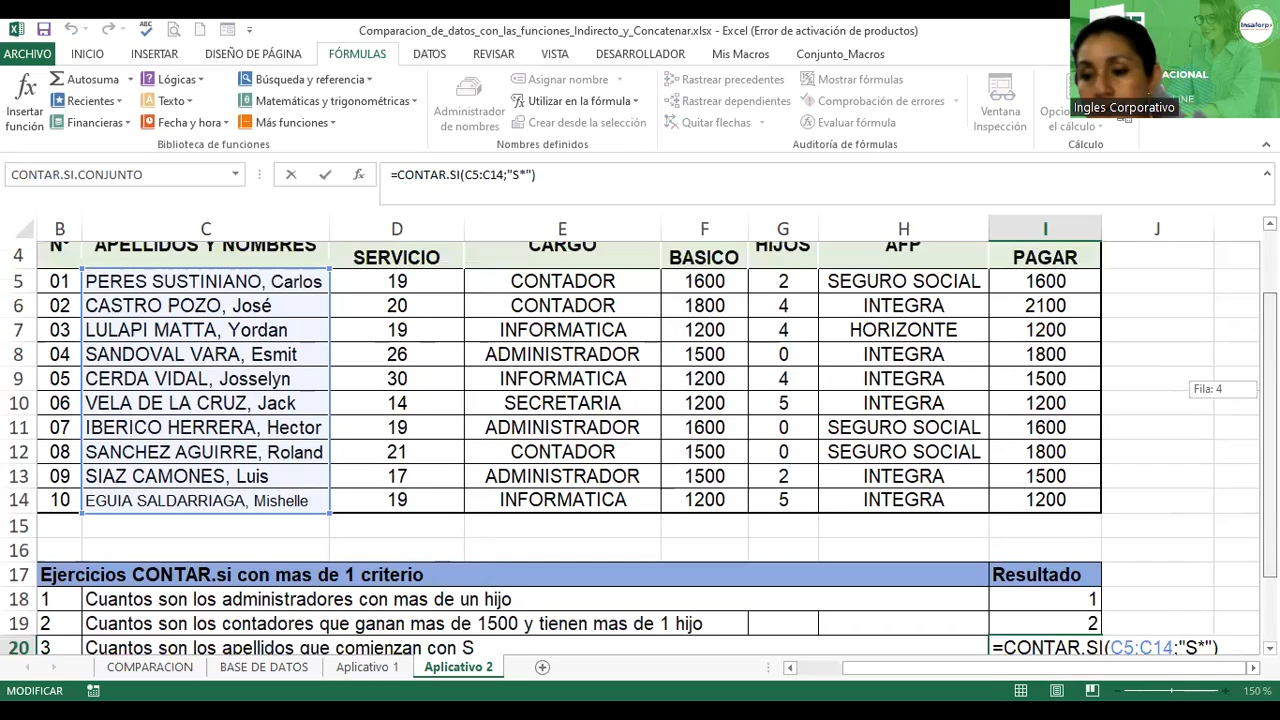 Comparacion_de_datos_con_las_funciones_Indirecto_y_Concatenar.xlsx - Excel (Error de activación de productos)
ARCHIVO INICIO INSERTAR DISEÑO DE PÁGINA FÓRMULAS DATOS REVISAR VISTA DESARROLLADOR Mis Macros Conjunto_Macros
Insaforp
ACIONAL
INE
Ingles Corporativo
fx Insertar función
Σ Autosuma
Recientes
Financieras
Lógicas
Texto
Fecha y hora
Búsqueda y referencia
Matemáticas y trigonométricas
Más funciones
Biblioteca de funciones
Administrador de nombres
Asignar nombre
Utilizar en la fórmula
Crear desde la selección
Nombres definidos
Rastrear precedentes
Rastrear dependientes
Quitar flechas
Mostrar fórmulas
Comprobación de errores
Evaluar fórmula
Auditoría de fórmulas
Ventana Inspección
el cálculo
Cálculo
CONTAR.SI.CONJUNTO fx =CONTAR.SI(C5:C14;"S*")
B C D E F G H I J
4 N° APELLIDOS Y NOMBRES SERVICIO CARGO BASICO HIJOS AFP PAGAR
5 01 PERES SUSTINIANO, Carlos 19 CONTADOR 1600 2 SEGURO SOCIAL 1600
6 02 CASTRO POZO, José 20 CONTADOR 1800 4 INTEGRA 2100
7 03 LULAPI MATTA, Yordan 19 INFORMATICA 1200 4 HORIZONTE 1200
8 04 SANDOVAL VARA, Esmit 26 ADMINISTRADOR 1500 0 INTEGRA 1800
9 05 CERDA VIDAL, Josselyn 30 INFORMATICA 1200 4 INTEGRA 1500
Fila: 4
10 06 VELA DE LA CRUZ, Jack 14 SECRETARIA 1200 5 INTEGRA 1200
11 07 IBERICO HERRERA, Hector 19 ADMINISTRADOR 1600 0 SEGURO SOCIAL 1600
12 08 SANCHEZ AGUIRRE, Roland 21 CONTADOR 1500 0 SEGURO SOCIAL 1800
13 09 SIAZ CAMONES, Luis 17 ADMINISTRADOR 1500 2 INTEGRA 1500
14 10 EGUIA SALDARRIAGA, Mishelle 19 INFORMATICA 1200 5 INTEGRA 1200
15
16
17 Ejercicios CONTAR.si con mas de 1 criterio Resultado
18 1 Cuantos son los administradores con mas de un hijo 1
19 2 Cuantos son los contadores que ganan mas de 1500 y tienen mas de 1 hijo 2
20 3 Cuantos son los apellidos que comienzan con S =CONTAR.SI(C5:C14;"S*")
COMPARACION BASE DE DATOS Aplicativo 1 Aplicativo 2
MODIFICAR 150 %